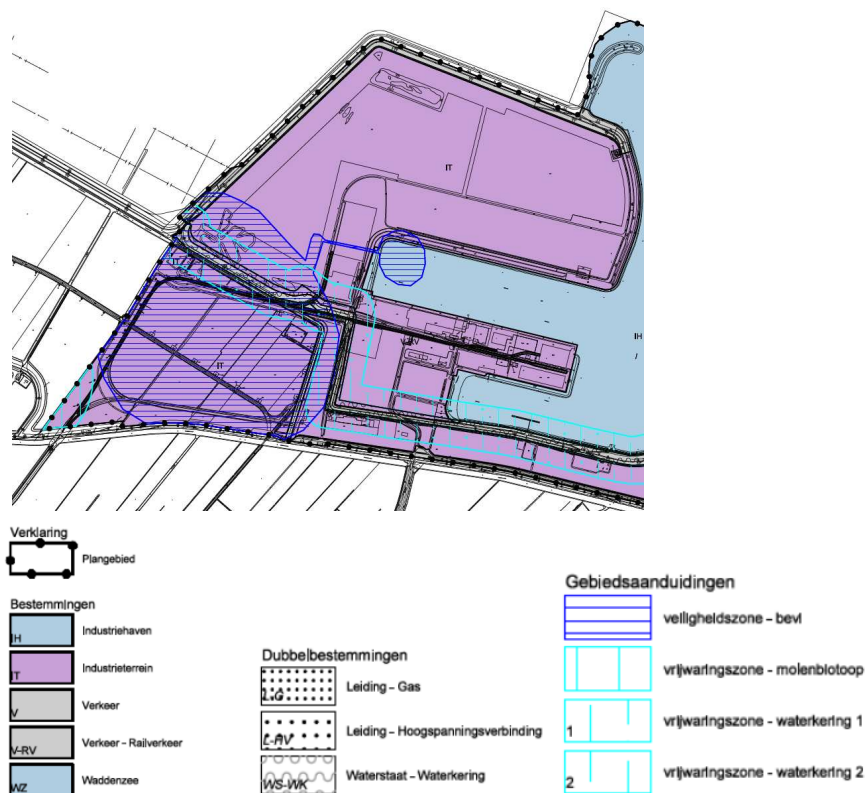 IT
IT
IT
IT
IH
Verklaring
Plangebied
Bestemmingen
IH Industriehaven
IT Industrieterrein
V Verkeer
V-RV Verkeer - Railverkeer
WZ Waddenzee
Dubbelbestemmingen
L-G Leiding - Gas
L-HV Leiding - Hoogspanningsverbinding
WS-WK Waterstaat - Waterkering
Gebiedsaanduidingen
veiligheidszone - bevi
vrijwaringszone - molenbiotoop
1 vrijwaringszone - waterkering 1
2 vrijwaringszone - waterkering 2